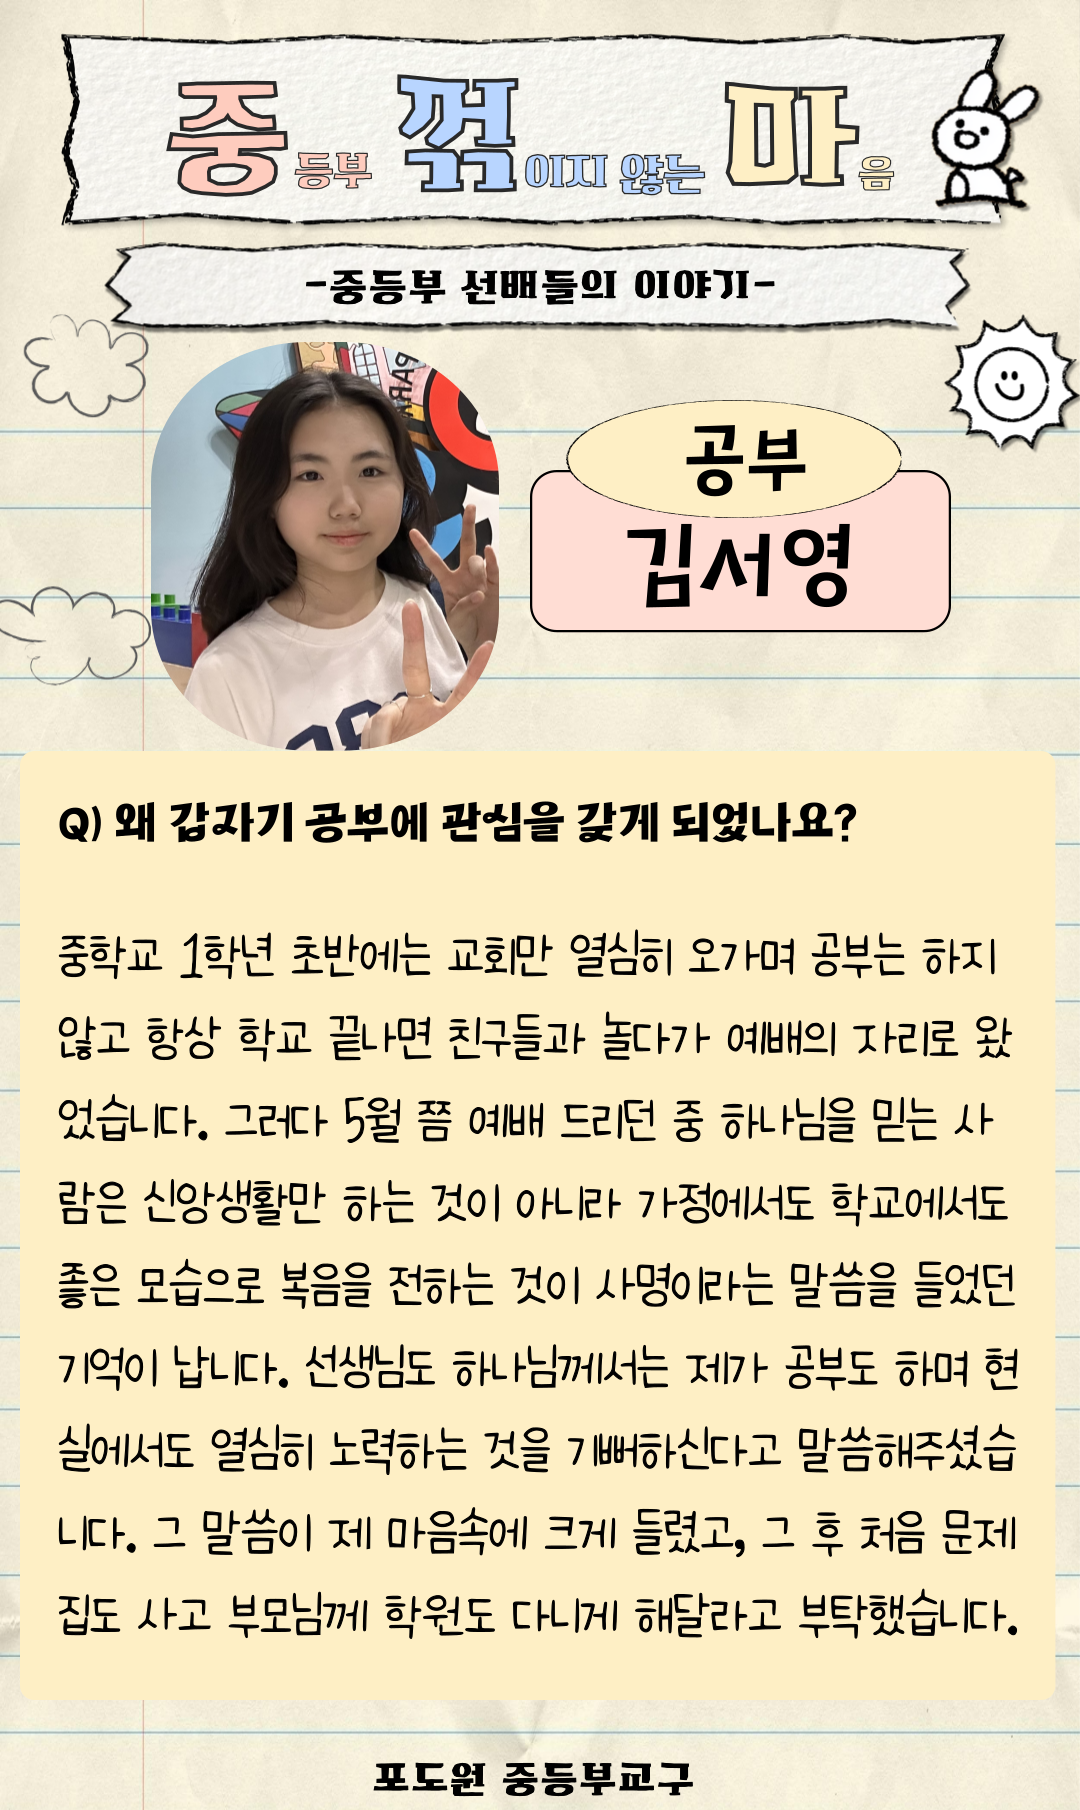 중등부 꺾이지 않는 마음
-중등부 선배들의 이야기-
공부
김서영
Q) 왜 갑자기 공부에 관심을 갖게 되었나요?
중학교 1학년 초반에는 교회만 열심히 오가며 공부는 하지
않고 항상 학교 끝나면 친구들과 놀다가 예배의 자리로 왔
었습니다. 그러다 5월 쯤 예배 드리던 중 하나님을 믿는 사
람은 신앙생활만 하는 것이 아니라 가정에서도 학교에서도
좋은 모습으로 복음을 전하는 것이 사명이라는 말씀을 들었던
기억이 납니다. 선생님도 하나님께서는 제가 공부도 하며 현
실에서도 열심히 노력하는 것을 기뻐하신다고 말씀해주셨습
니다. 그 말씀이 제 마음속에 크게 들렸고, 그 후 처음 문제
집도 사고 부모님께 학원도 다니게 해달라고 부탁했습니다.
포도원 중등부교구